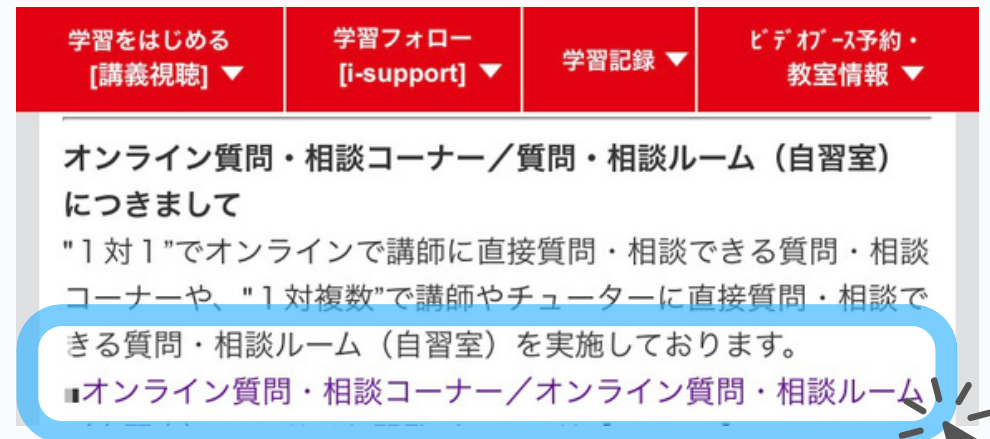 学習をはじめる
[講義視聴] ▼
学習フォロー
[i-support] ▼
学習記録 ▼
ﾋﾞﾃﾞｵﾌﾞｰｽ予約・
教室情報 ▼
オンライン質問・相談コーナー／質問・相談ルーム（自習室）
につきまして
"１対１”でオンラインで講師に直接質問・相談できる質問・相談
コーナーや、"１対複数”で講師やチューターに直接質問・相談で
きる質問・相談ルーム（自習室）を実施しております。
■オンライン質問・相談コーナー／オンライン質問・相談ルーム